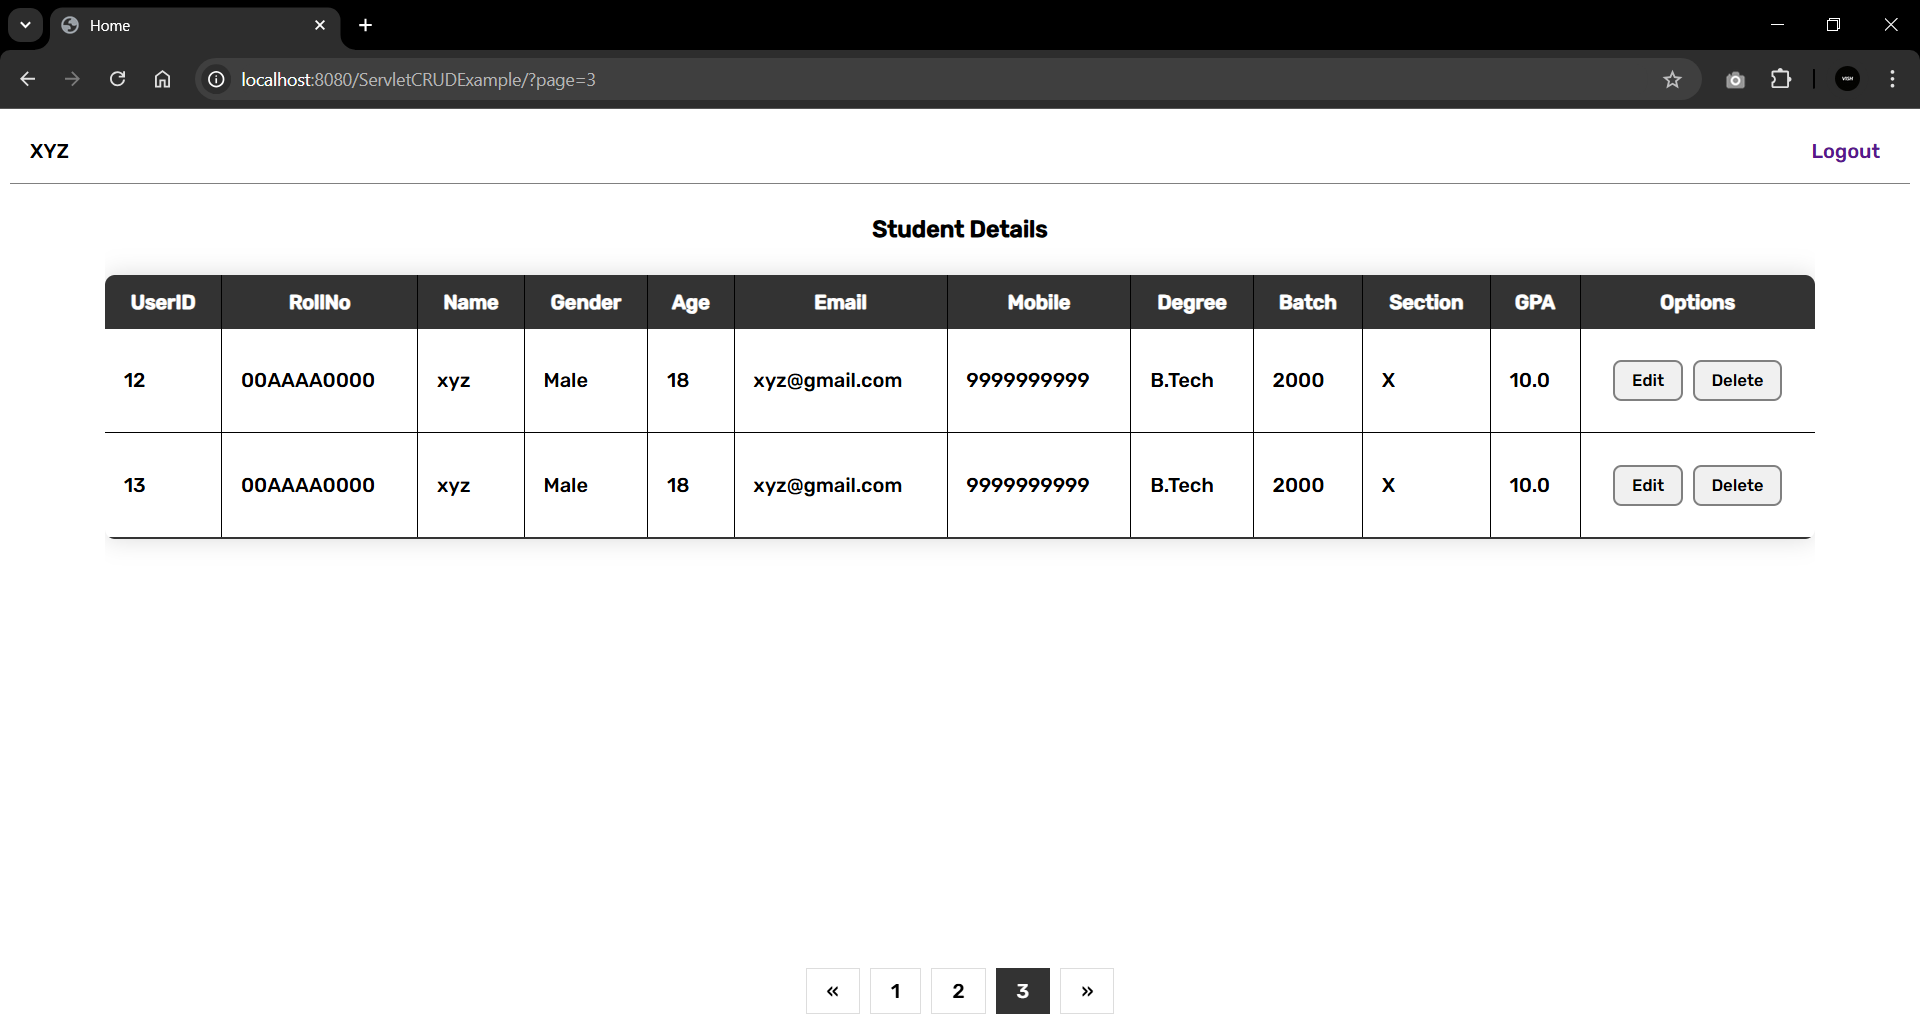 Home
localhost:8080/ServletCRUDExample/?page=3
XYZ Logout
Student Details
UserID RollNo Name Gender Age Email Mobile Degree Batch Section GPA Options
12 00AAAA0000 xyz Male 18 xyz@gmail.com 9999999999 B.Tech 2000 X 10.0 Edit Delete
13 00AAAA0000 xyz Male 18 xyz@gmail.com 9999999999 B.Tech 2000 X 10.0 Edit Delete
« 1 2 3 »